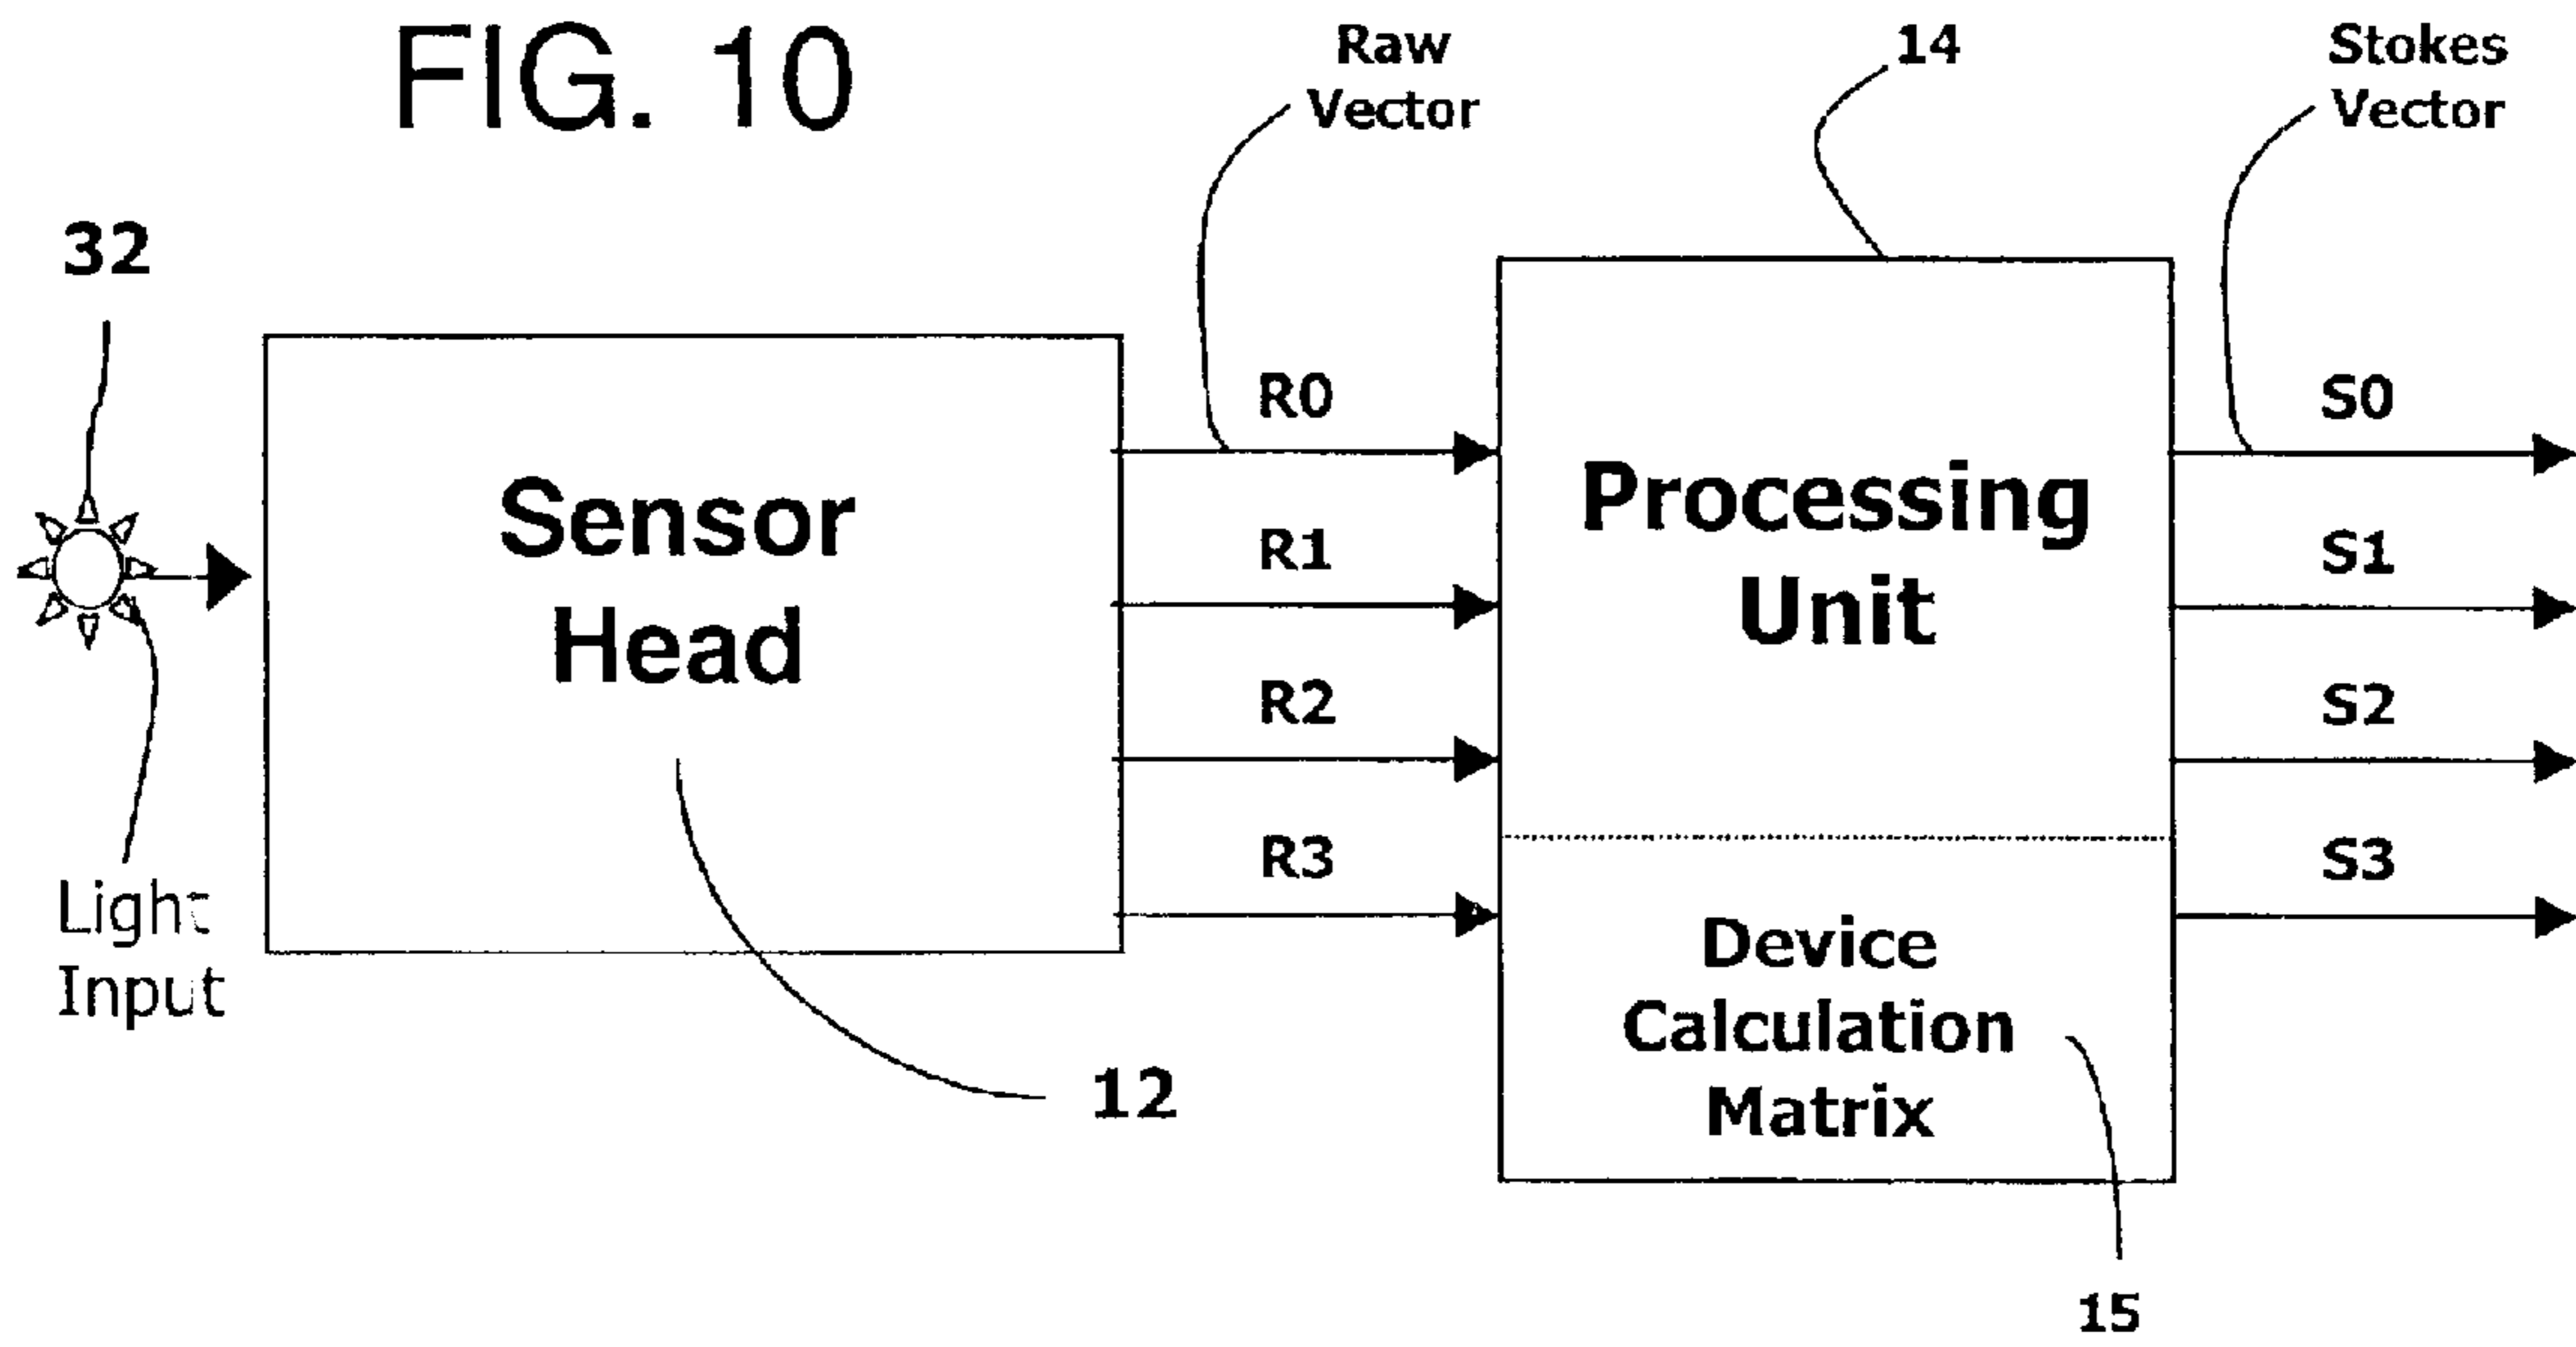 FIG. 10
Raw
Vector
14
Stokes
Vector
32
Sensor
Head
R0
R1
R2
R3
Processing
Unit
S0
S1
S2
S3
Light
Input
Device
Calculation
Matrix
12
15